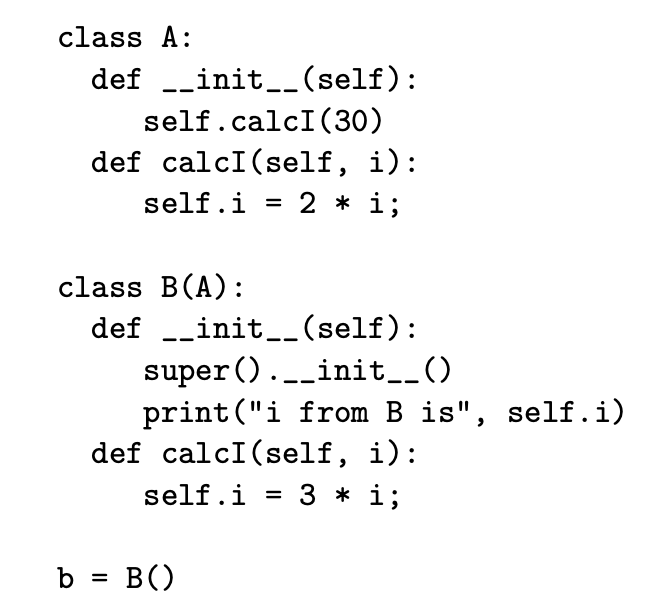 class A:
  def __init__(self):
     self.calcI(30)
  def calcI(self, i):
     self.i = 2 * i;

class B(A):
  def __init__(self):
     super().__init__()
     print("i from B is", self.i)
  def calcI(self, i):
     self.i = 3 * i;

b = B()